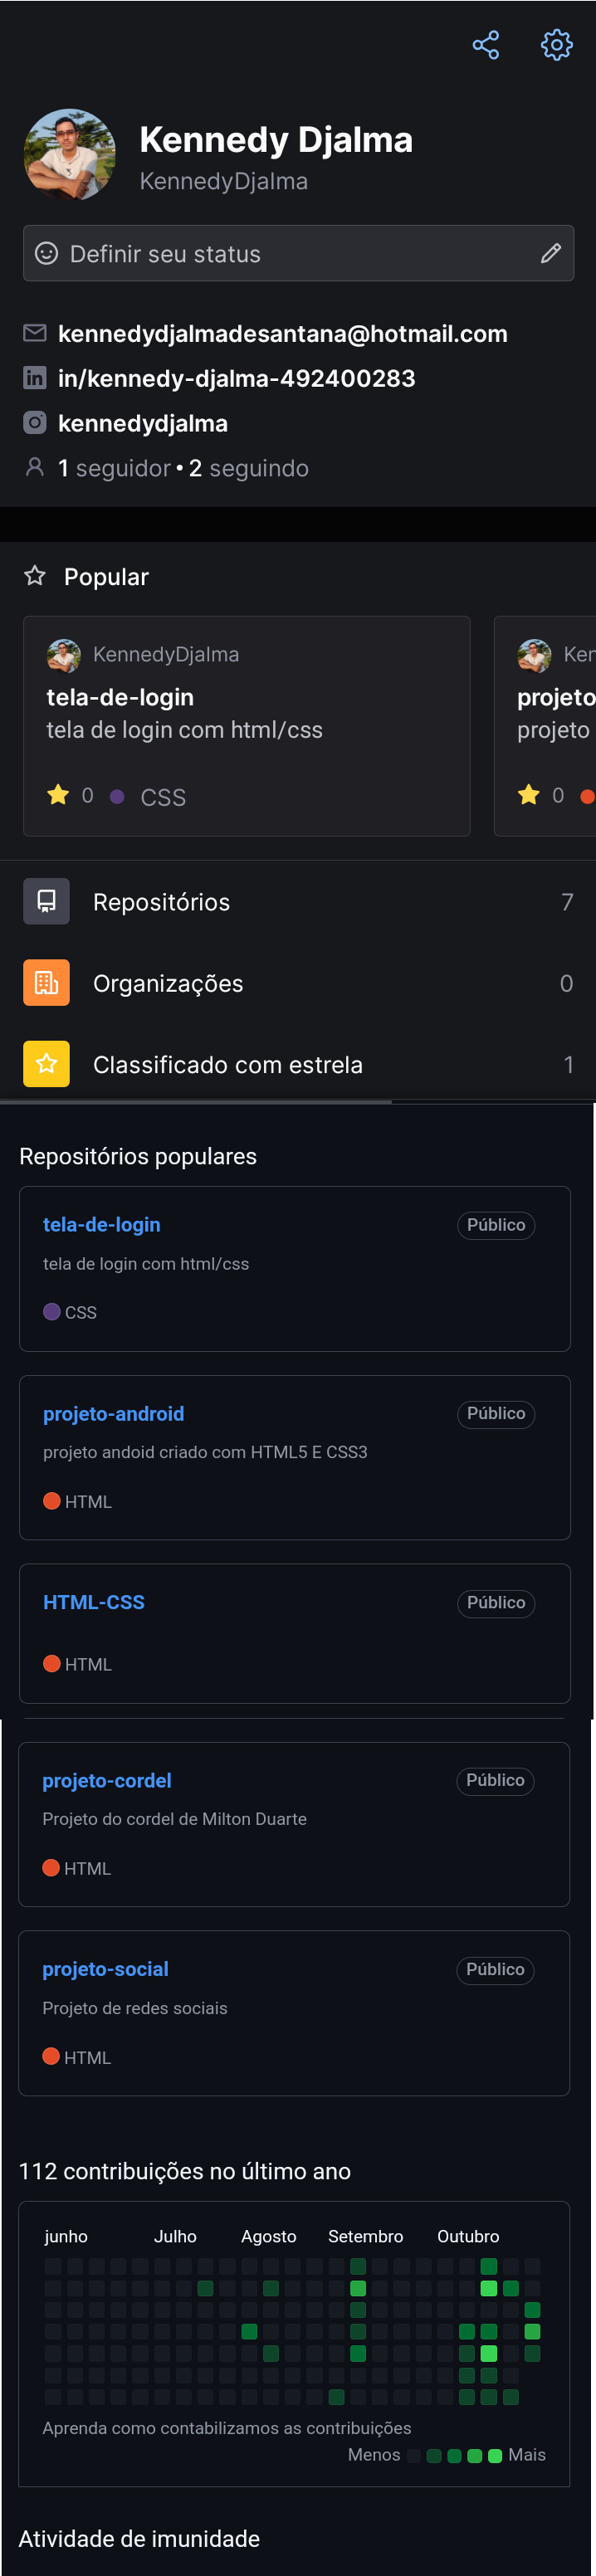 Kennedy Djalma
KennedyDjalma
Definir seu status
kennedydjalmadesantana@hotmail.com
in/kennedy-djalma-492400283
kennedydjalma
1 seguidor • 2 seguindo
Popular
KennedyDjalma
tela-de-login
tela de login com html/css
0 CSS
Ken
projeto
projeto
0
Repositórios 7
Organizações 0
Classificado com estrela 1
Repositórios populares
tela-de-login Público
tela de login com html/css
CSS
projeto-android Público
projeto andoid criado com HTML5 E CSS3
HTML
HTML-CSS Público
HTML
projeto-cordel Público
Projeto do cordel de Milton Duarte
HTML
projeto-social Público
Projeto de redes sociais
HTML
112 contribuições no último ano
junho Julho Agosto Setembro Outubro
Aprenda como contabilizamos as contribuições
Menos Mais
Atividade de imunidade